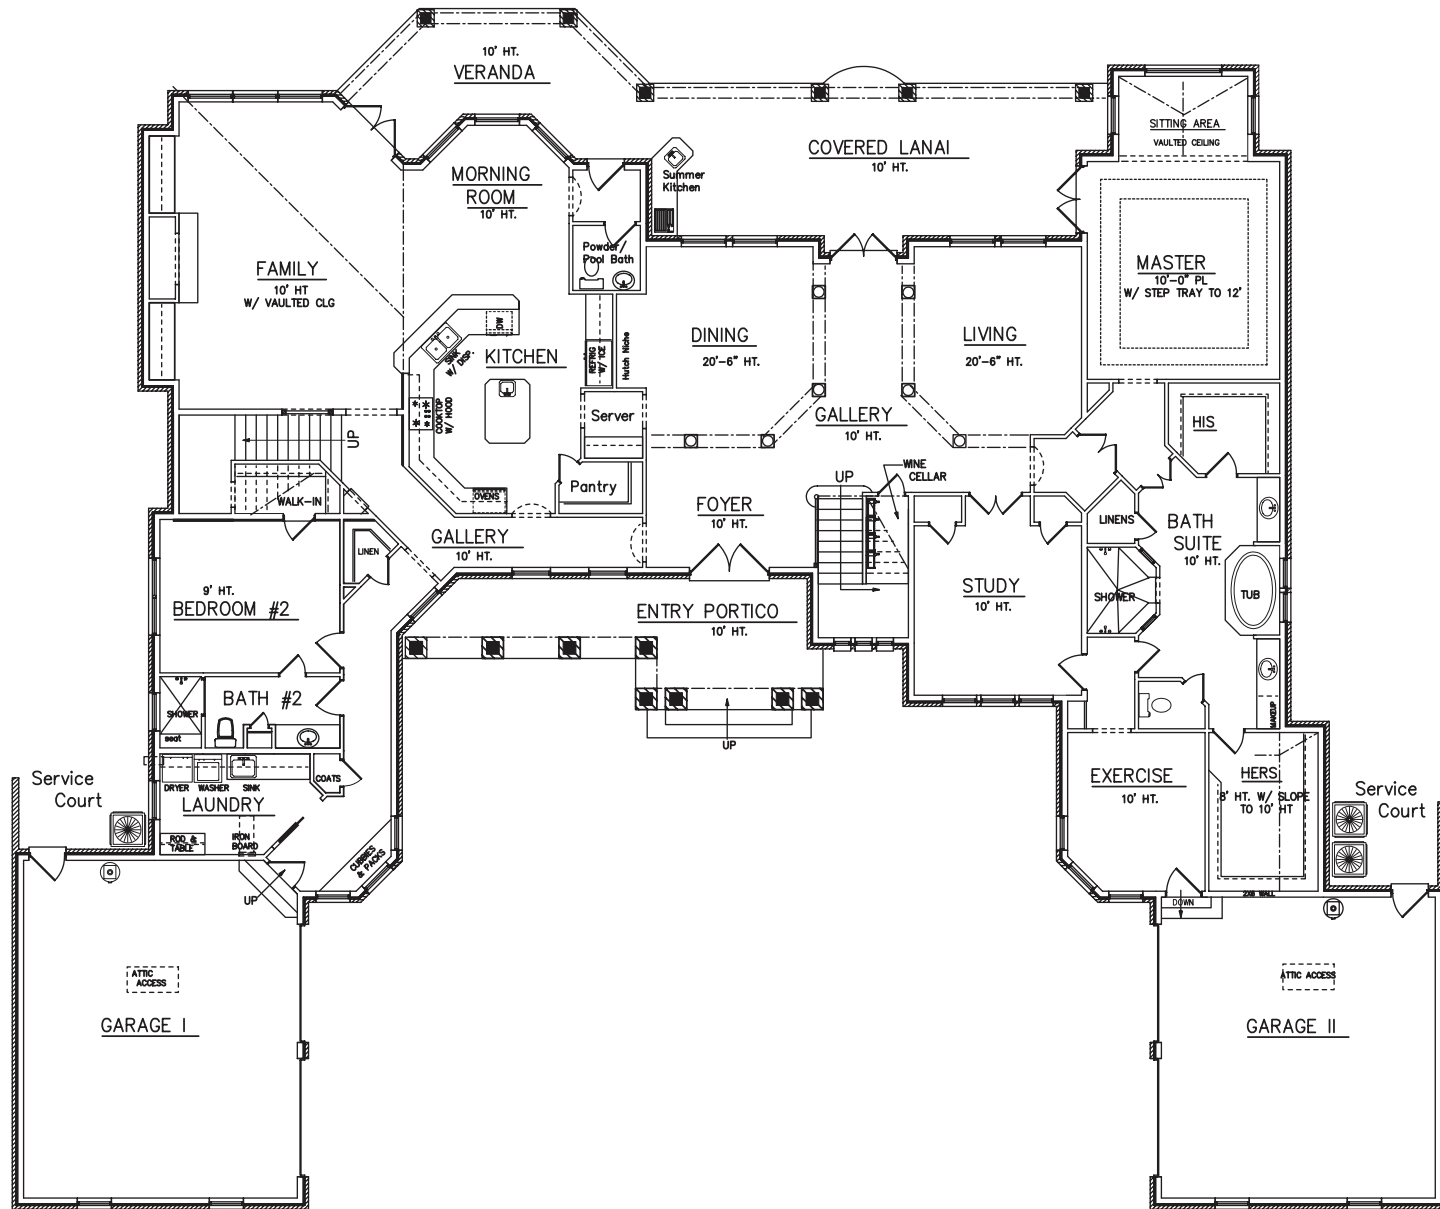 10' HT.
VERANDA
COVERED LANAI
10' HT.
SITTING AREA
VAULTED CEILING
MORNING
ROOM
10' HT.
Summer
Kitchen
Powder/
Pool Bath
FAMILY
10' HT
W/ VAULTED CLG
MASTER
10'-0" PL
W/ STEP TRAY TO 12'
DW
SINK
W/ DISP.
KITCHEN
REFRIG
W/ ICE
Hutch Niche
DINING
20'-6" HT.
LIVING
20'-6" HT.
COOKTOP
W/ HOOD
Server
GALLERY
10' HT.
HIS
UP
WALK-IN
OVENS
Pantry
UP
WINE
CELLAR
FOYER
10' HT.
GALLERY
10' HT.
LINEN
LINENS
BATH
SUITE
10' HT.
9' HT.
BEDROOM #2
STUDY
10' HT.
SHOWER
TUB
ENTRY PORTICO
10' HT.
BATH #2
SHOWER
seat
UP
MAKEUP
COATS
Service
Court
DRYER
WASHER
SINK
LAUNDRY
ROD &
TABLE
IRON
BOARD
CUBBIES
& PACKS
EXERCISE
10' HT.
HERS
8' HT. W/ SLOPE
TO 10' HT
Service
Court
UP
DOWN
2X6 WALL
ATTIC
ACCESS
ATTIC ACCESS
GARAGE I
GARAGE II